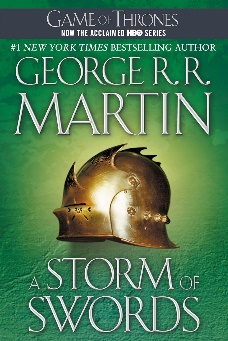 GAME OF THRONES
NOW THE ACCLAIMED HBO SERIES
#1 NEW YORK TIMES BESTSELLING AUTHOR
GEORGE R. R.
MARTIN
A STORM OF
SWORDS